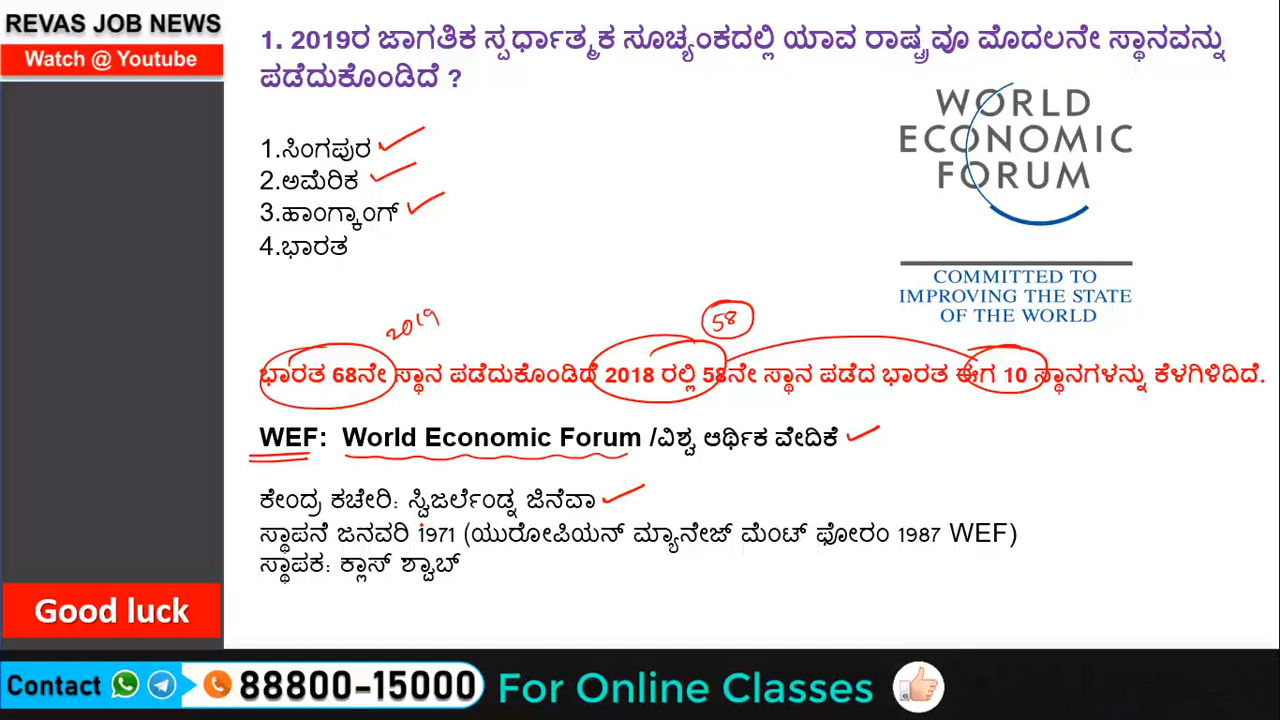 REVAS JOB NEWS
Watch @ Youtube
1. 2019ರ ಜಾಗತಿಕ ಸ್ಪರ್ಧಾತ್ಮಕ ಸೂಚ್ಯಂಕದಲ್ಲಿ ಯಾವ ರಾಷ್ಟ್ರವೂ ಮೊದಲನೇ ಸ್ಥಾನವನ್ನು
ಪಡೆದುಕೊಂಡಿದೆ ?
WORLD
ECONOMIC
FORUM
1.ಸಿಂಗಪುರ
2.ಅಮೆರಿಕ
3.ಹಾಂಗ್ಕಾಂಗ್
4.ಭಾರತ
COMMITTED TO
IMPROVING THE STATE
OF THE WORLD
2019
58
ಭಾರತ 68ನೇ ಸ್ಥಾನ ಪಡೆದುಕೊಂಡಿದೆ 2018 ರಲ್ಲಿ 58ನೇ ಸ್ಥಾನ ಪಡೆದ ಭಾರತ ಈಗ 10 ಸ್ಥಾನಗಳನ್ನು ಕೆಳಗಿಳಿದಿದೆ.
WEF: World Economic Forum /ವಿಶ್ವ ಆರ್ಥಿಕ ವೇದಿಕೆ
ಕೇಂದ್ರ ಕಚೇರಿ: ಸ್ವಿಜರ್ಲೆಂಡ್ನ ಜಿನೆವಾ
ಸ್ಥಾಪನೆ ಜನವರಿ 1971 (ಯುರೋಪಿಯನ್ ಮ್ಯಾನೇಜ್ ಮೆಂಟ್ ಫೋರಂ 1987 WEF)
ಸ್ಥಾಪಕ: ಕ್ಲಾಸ್ ಶ್ವಾಬ್
Good luck
Contact 88800-15000 For Online Classes